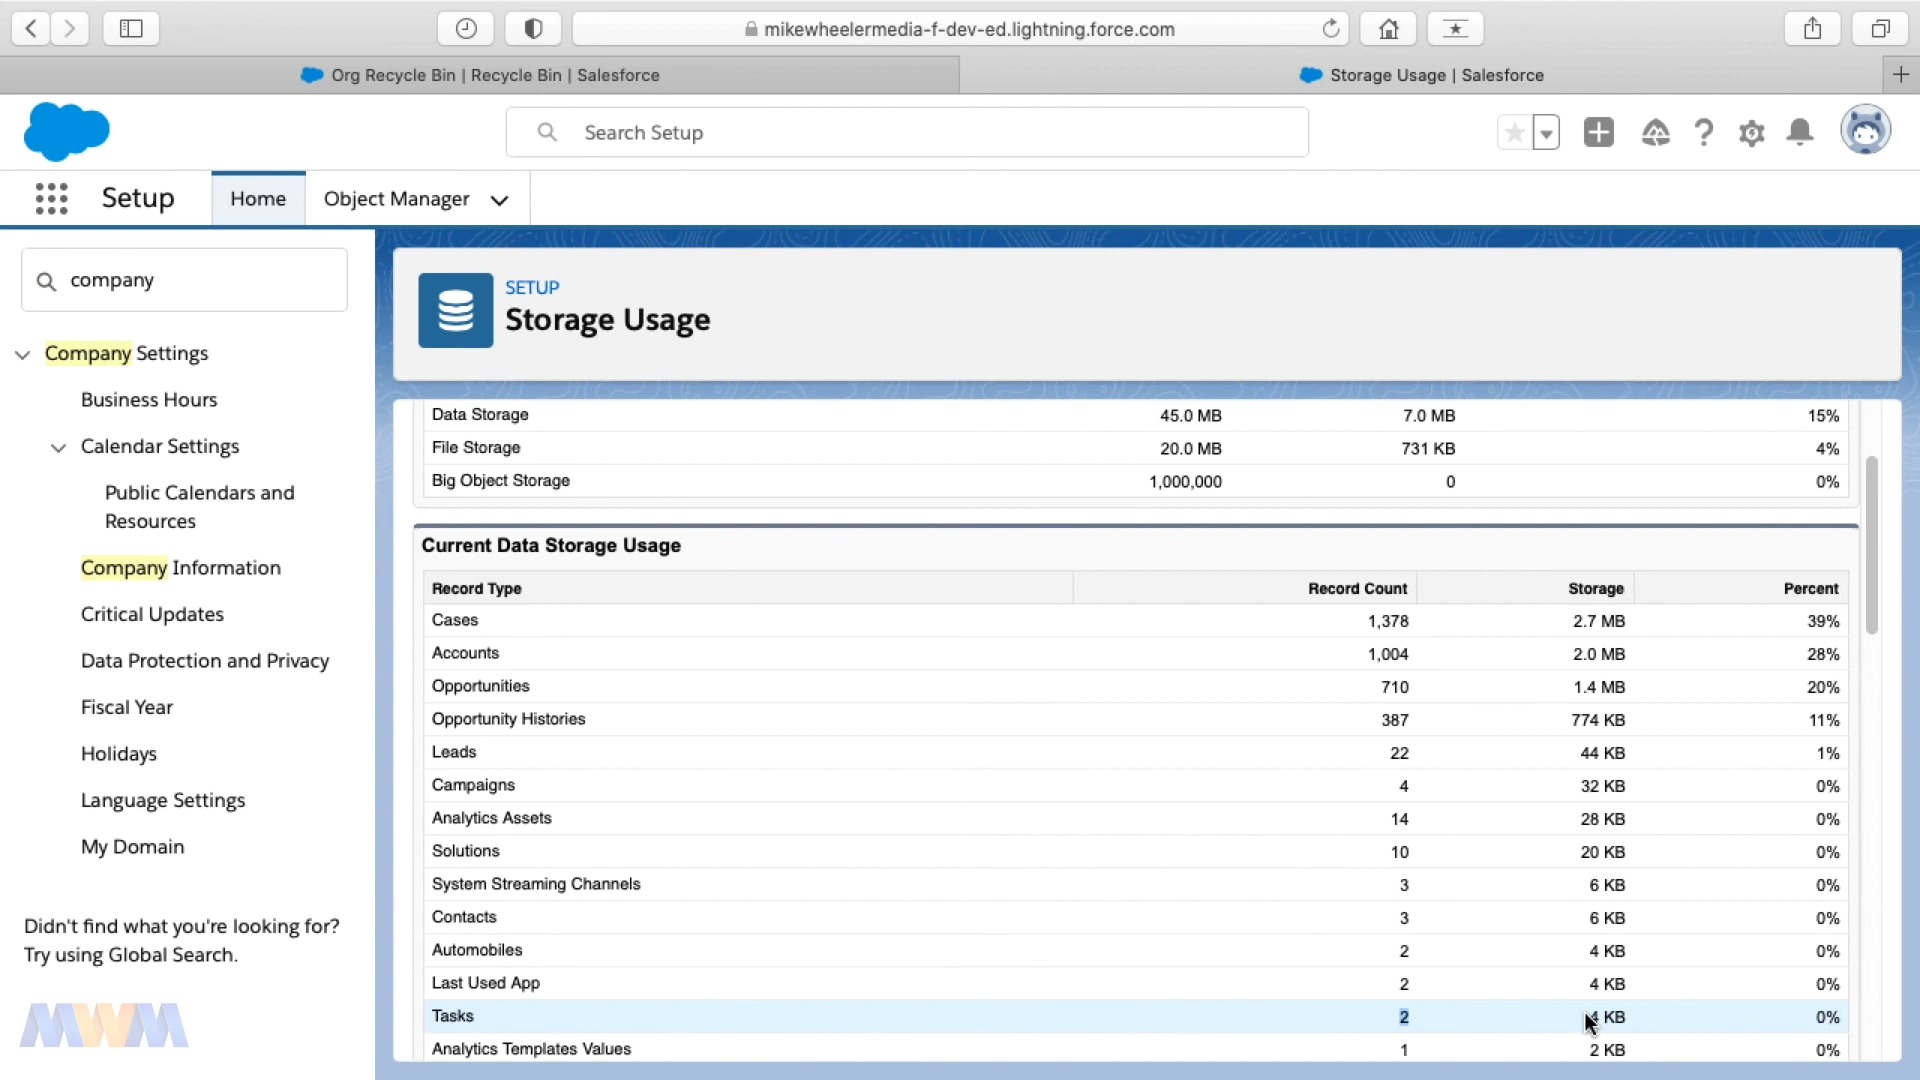 mikewheelermedia-f-dev-ed.lightning.force.com
Org Recycle Bin | Recycle Bin | Salesforce
Storage Usage | Salesforce
Search Setup
Setup
Home
Object Manager
company
Company Settings
Business Hours
Calendar Settings
Public Calendars and
Resources
Company Information
Critical Updates
Data Protection and Privacy
Fiscal Year
Holidays
Language Settings
My Domain
Didn't find what you're looking for?
Try using Global Search.
MWM
SETUP
Storage Usage
Data Storage 45.0 MB 7.0 MB 15%
File Storage 20.0 MB 731 KB 4%
Big Object Storage 1,000,000 0 0%
Current Data Storage Usage
Record Type Record Count Storage Percent
Cases 1,378 2.7 MB 39%
Accounts 1,004 2.0 MB 28%
Opportunities 710 1.4 MB 20%
Opportunity Histories 387 774 KB 11%
Leads 22 44 KB 1%
Campaigns 4 32 KB 0%
Analytics Assets 14 28 KB 0%
Solutions 10 20 KB 0%
System Streaming Channels 3 6 KB 0%
Contacts 3 6 KB 0%
Automobiles 2 4 KB 0%
Last Used App 2 4 KB 0%
Tasks 2 4 KB 0%
Analytics Templates Values 1 2 KB 0%